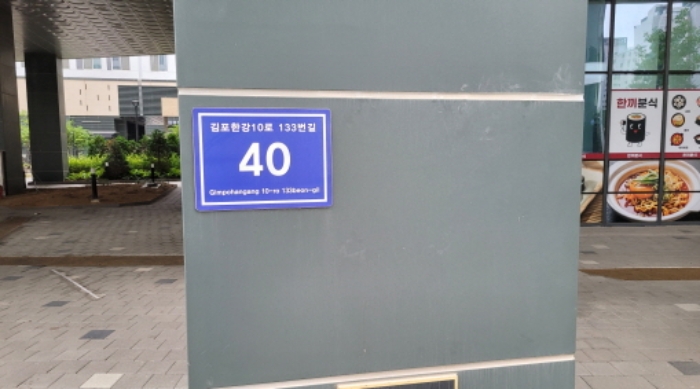 김포한강10로 133번길
40
Gimpohangang 10-ro 133beon-gil
한끼분식